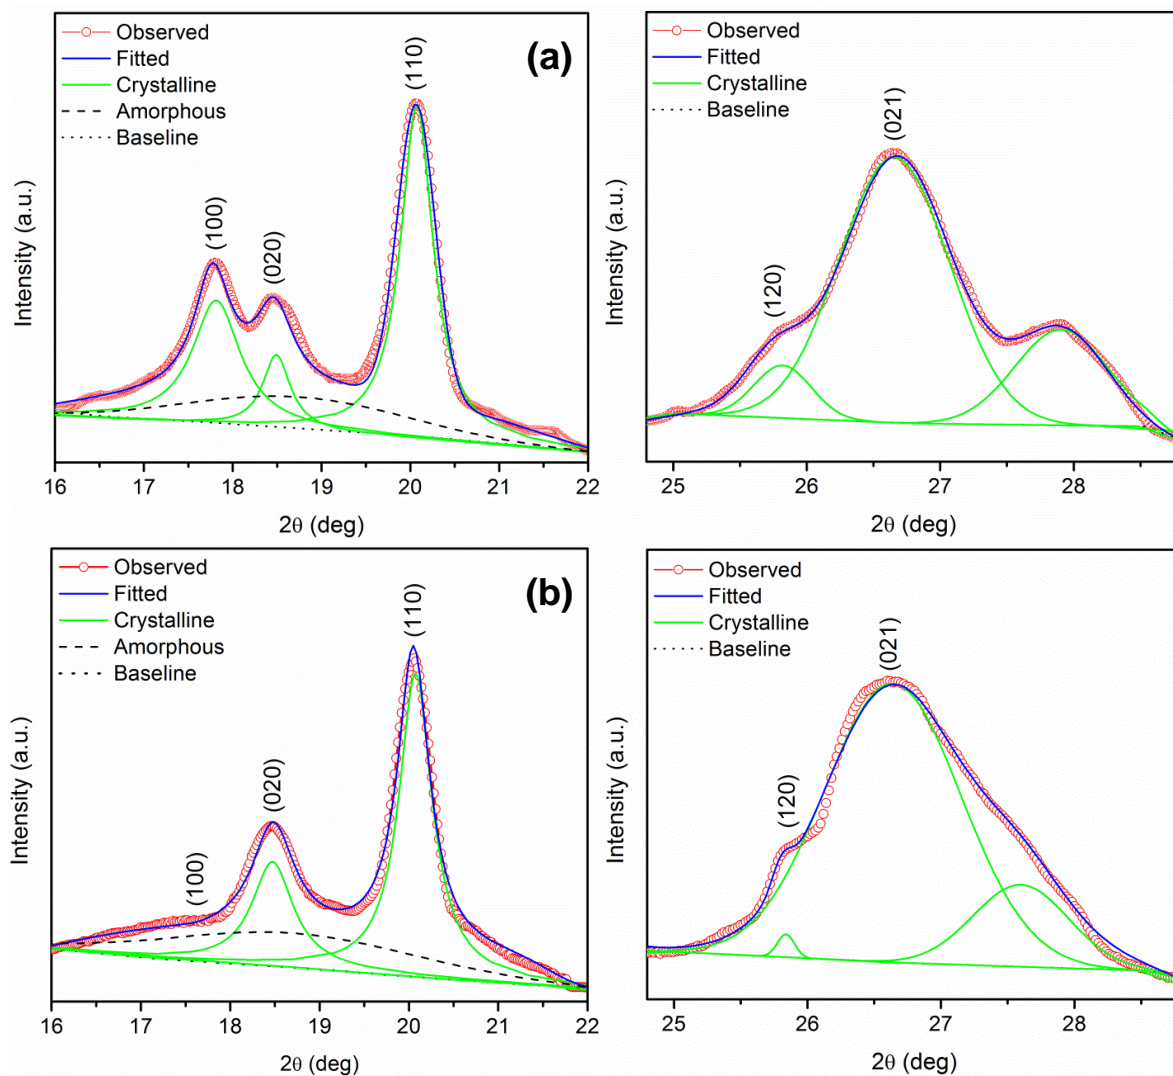 Observed
Fitted
Crystalline
Amorphous
Baseline
(a)
(100)
(020)
(110)
Intensity (a.u.)
16 17 18 19 20 21 22
2θ (deg)
Observed
Fitted
Crystalline
Baseline
(120)
(021)
Intensity (a.u.)
25 26 27 28
2θ (deg)
Observed
Fitted
Crystalline
Amorphous
Baseline
(b)
(100)
(020)
(110)
Intensity (a.u.)
16 17 18 19 20 21 22
2θ (deg)
Observed
Fitted
Crystalline
Baseline
(120)
(021)
Intensity (a.u.)
25 26 27 28
2θ (deg)